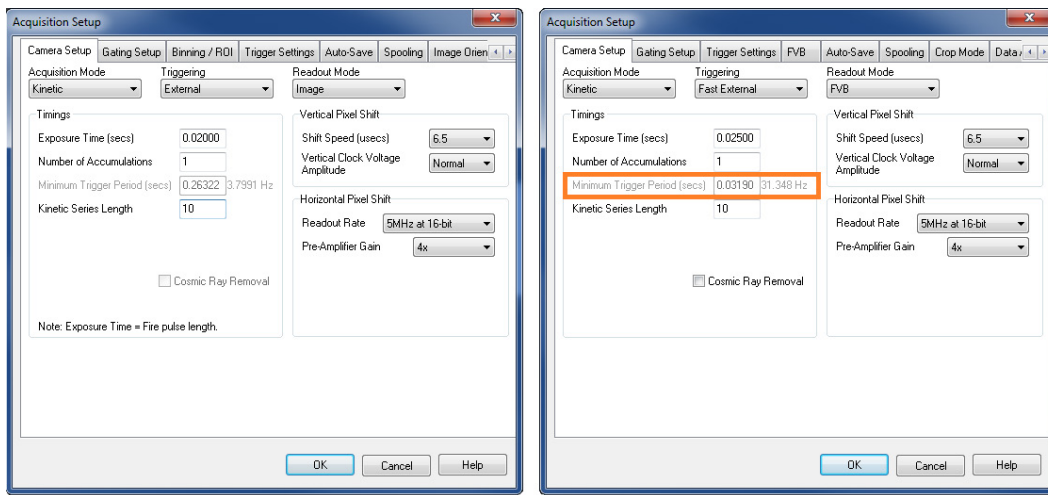 Acquisition Setup
Camera Setup Gating Setup Binning / ROI Trigger Settings Auto-Save Spooling Image Orien
Acquisition Mode Triggering Readout Mode
Kinetic External Image
Timings Vertical Pixel Shift
Exposure Time (secs) 0.02000 Shift Speed (usecs) 6.5
Number of Accumulations 1 Vertical Clock Voltage Amplitude Normal
Minimum Trigger Period (secs) 0.26322 3.7991 Hz
Kinetic Series Length 10 Horizontal Pixel Shift
Readout Rate 5MHz at 16-bit
Pre-Amplifier Gain 4x
Cosmic Ray Removal
Note: Exposure Time = Fire pulse length.
OK Cancel Help
Acquisition Setup
Camera Setup Gating Setup Trigger Settings FVB Auto-Save Spooling Crop Mode Data
Acquisition Mode Triggering Readout Mode
Kinetic Fast External FVB
Timings Vertical Pixel Shift
Exposure Time (secs) 0.02500 Shift Speed (usecs) 6.5
Number of Accumulations 1 Vertical Clock Voltage Amplitude Normal
Minimum Trigger Period (secs) 0.03190 31.348 Hz
Kinetic Series Length 10 Horizontal Pixel Shift
Readout Rate 5MHz at 16-bit
Pre-Amplifier Gain 4x
Cosmic Ray Removal
OK Cancel Help